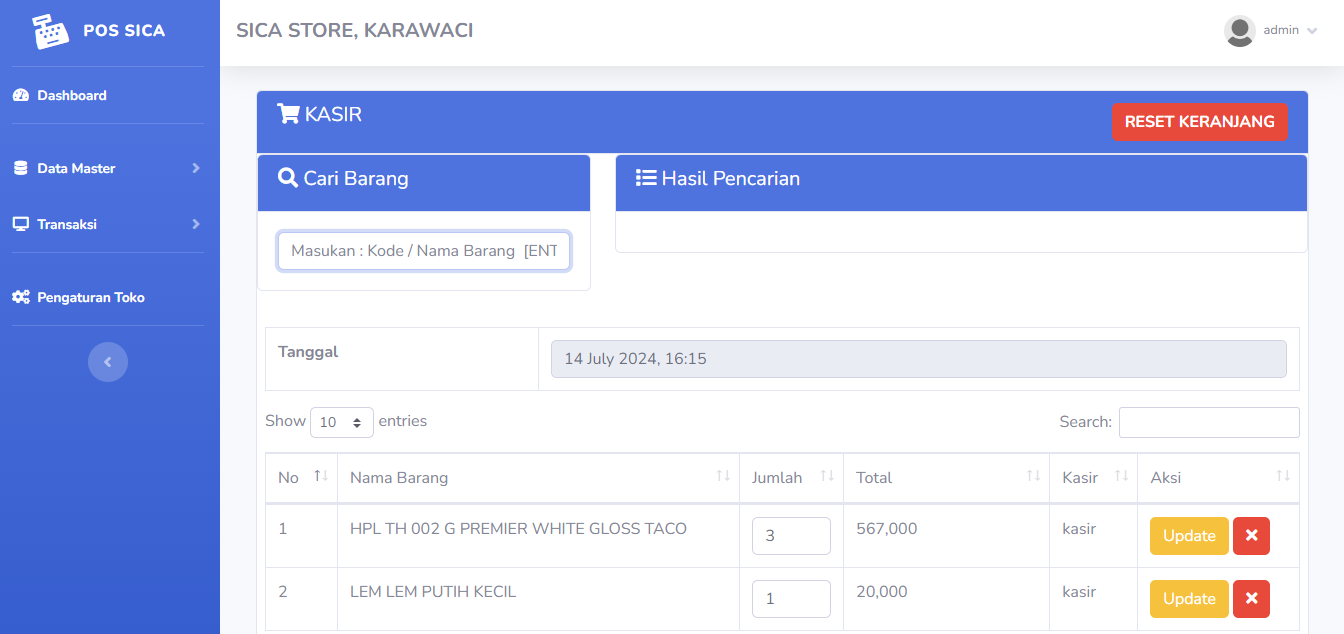 POS SICA
SICA STORE, KARAWACI
admin
Dashboard
Data Master
Transaksi
Pengaturan Toko
KASIR
RESET KERANJANG
Cari Barang
Hasil Pencarian
Masukan : Kode / Nama Barang [ENT
Tanggal
14 July 2024, 16:15
Show 10 entries
Search:
No Nama Barang Jumlah Total Kasir Aksi
1 HPL TH 002 G PREMIER WHITE GLOSS TACO 3 567,000 kasir Update
2 LEM LEM PUTIH KECIL 1 20,000 kasir Update